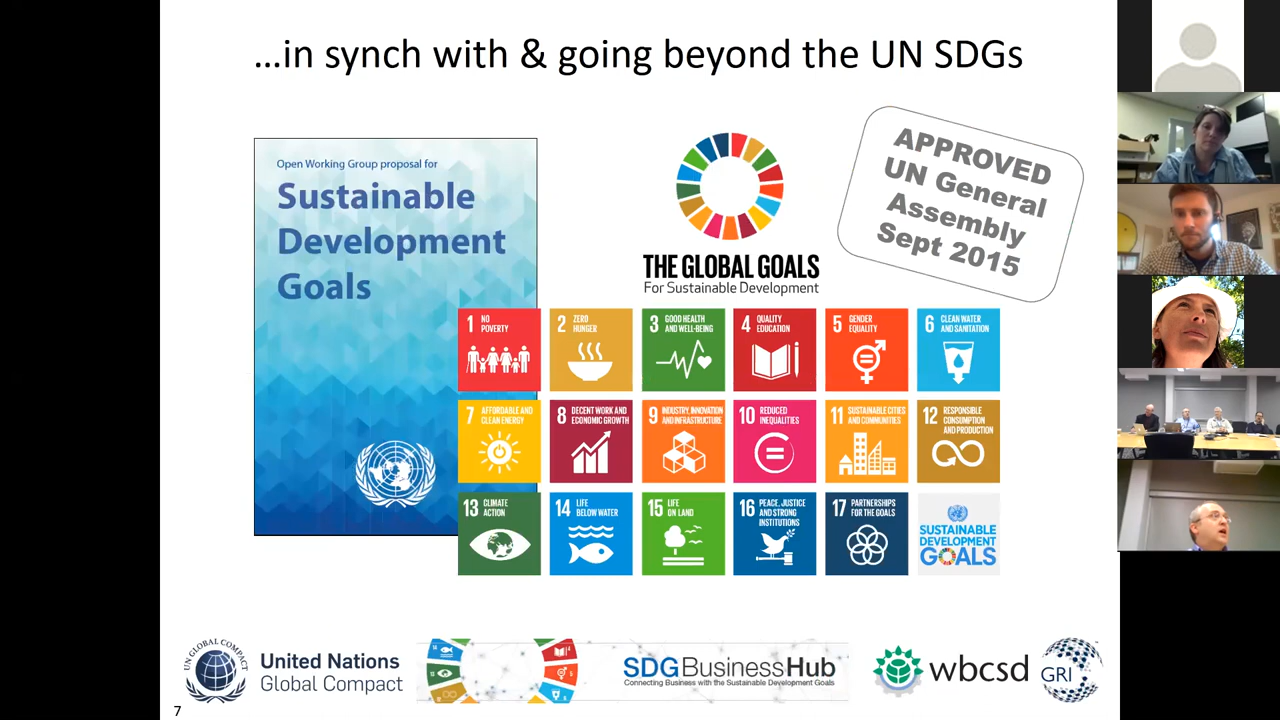 ...in synch with & going beyond the UN SDGs
Open Working Group proposal for
Sustainable
Development
Goals
THE GLOBAL GOALS
For Sustainable Development
APPROVED
UN General
Assembly
Sept 2015
1 NO
POVERTY
2 ZERO
HUNGER
3 GOOD HEALTH
AND WELL-BEING
4 QUALITY
EDUCATION
5 GENDER
EQUALITY
6 CLEAN WATER
AND SANITATION
7 AFFORDABLE AND
CLEAN ENERGY
8 DECENT WORK AND
ECONOMIC GROWTH
9 INDUSTRY, INNOVATION
AND INFRASTRUCTURE
10 REDUCED
INEQUALITIES
11 SUSTAINABLE CITIES
AND COMMUNITIES
12 RESPONSIBLE
CONSUMPTION
AND PRODUCTION
13 CLIMATE
ACTION
14 LIFE
BELOW WATER
15 LIFE
ON LAND
16 PEACE, JUSTICE
AND STRONG
INSTITUTIONS
17 PARTNERSHIPS
FOR THE GOALS
SUSTAINABLE
DEVELOPMENT
GOALS
UN GLOBAL COMPACT
United Nations
Global Compact
SDGBusinessHub
Connecting Business with the Sustainable Development Goals
wbcsd
GRI
7